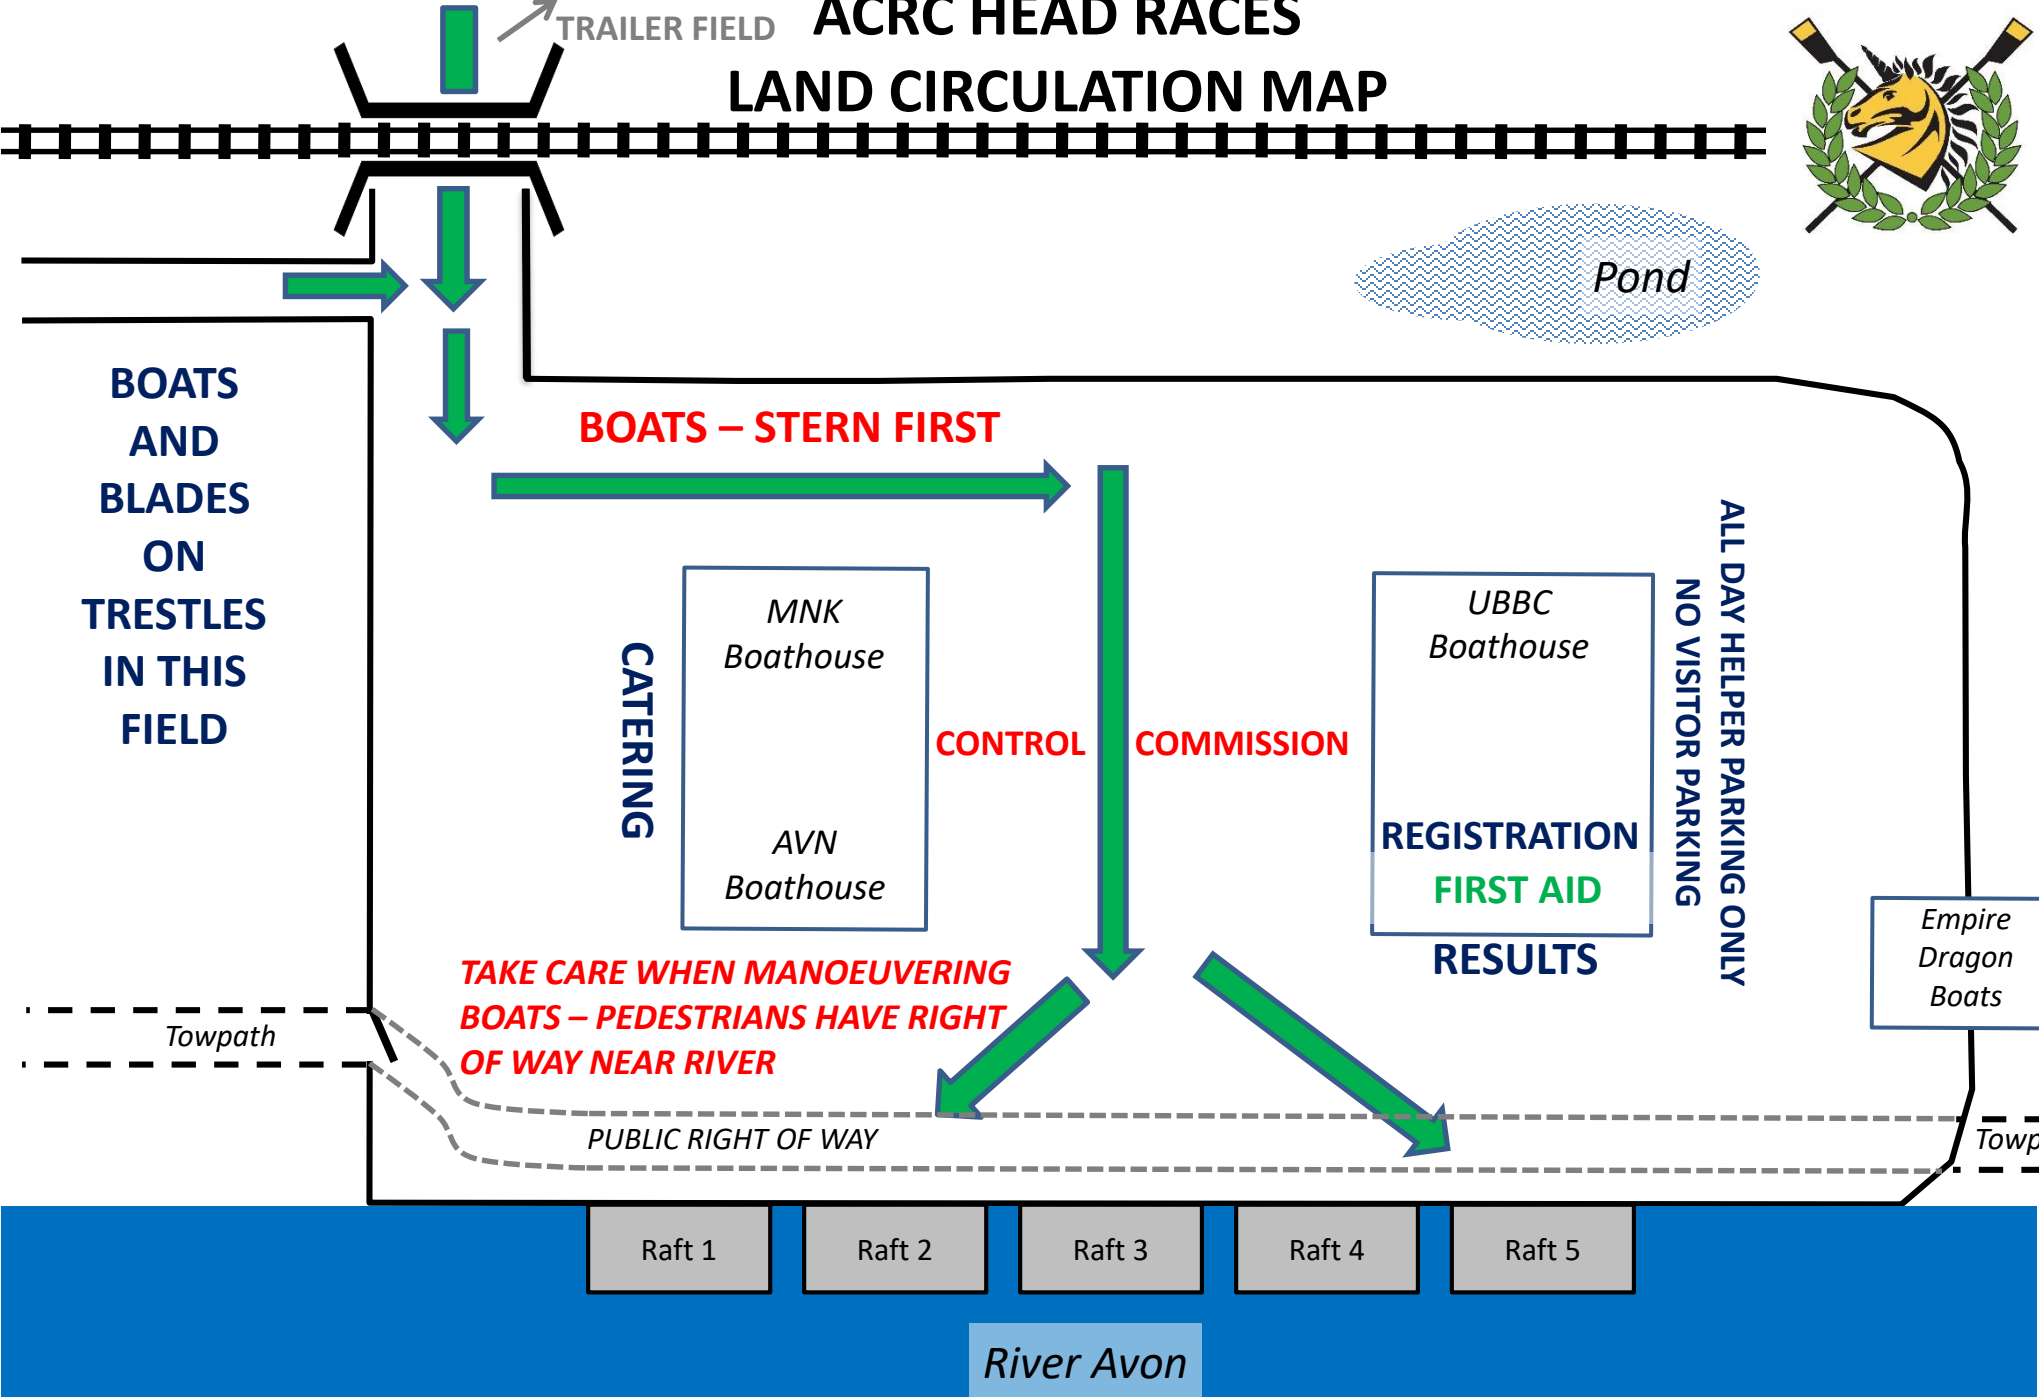 TRAILER FIELD
ACRC HEAD RACES
LAND CIRCULATION MAP
Pond
BOATS
AND
BLADES
ON
TRESTLES
IN THIS
FIELD
BOATS – STERN FIRST
CATERING
MNK
Boathouse
AVN
Boathouse
CONTROL
COMMISSION
UBBC
Boathouse
REGISTRATION
FIRST AID
RESULTS
ALL DAY HELPER PARKING ONLY
NO VISITOR PARKING
Empire
Dragon
Boats
TAKE CARE WHEN MANOEUVERING
BOATS – PEDESTRIANS HAVE RIGHT
OF WAY NEAR RIVER
Towpath
PUBLIC RIGHT OF WAY
Towp
Raft 1
Raft 2
Raft 3
Raft 4
Raft 5
River Avon